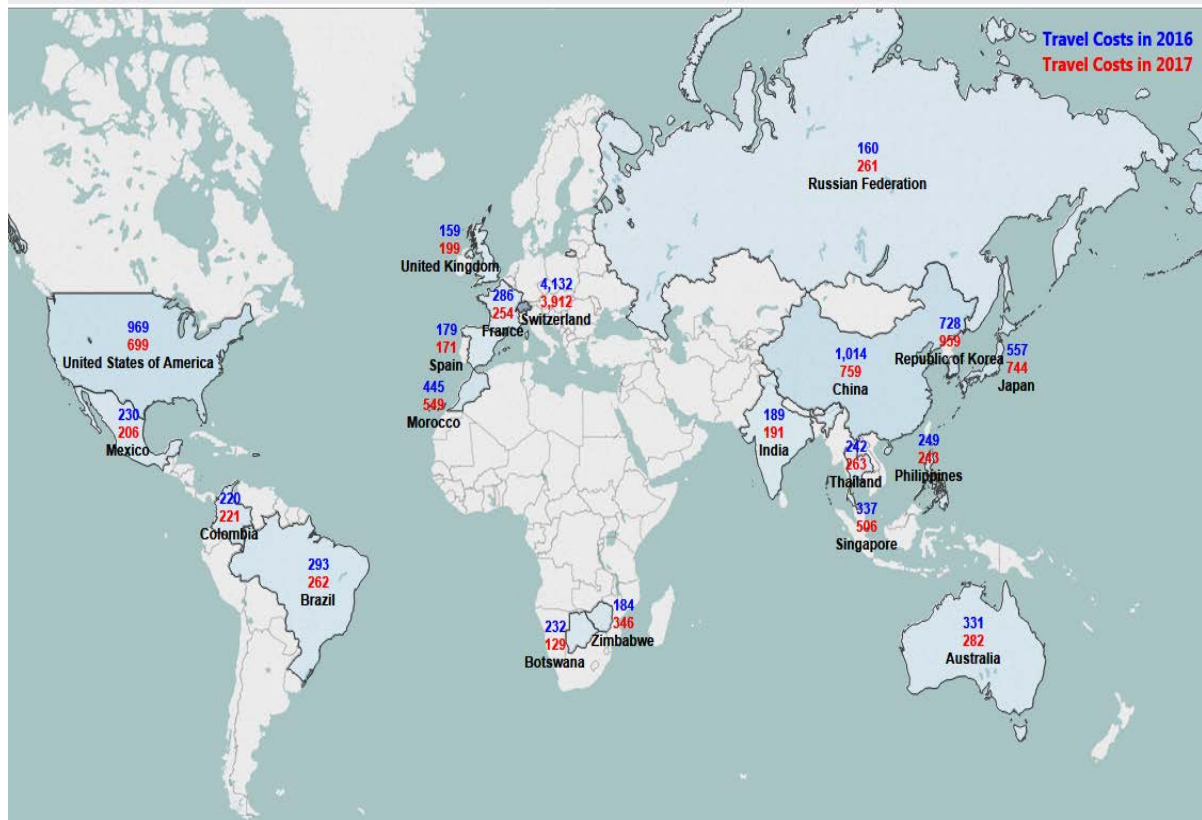 Travel Costs in 2016
Travel Costs in 2017
160
261
Russian Federation
159
199
United Kingdom
4,132
3,912
Switzerland
286
254
France
969
699
United States of America
179
171
Spain
728
959
Republic of Korea
557
744
Japan
1,014
759
China
445
549
Morocco
230
206
Mexico
189
191
India
242
263
Thailand
249
243
Philippines
220
221
Colombia
337
506
Singapore
293
262
Brazil
184
346
Zimbabwe
232
129
Botswana
331
282
Australia